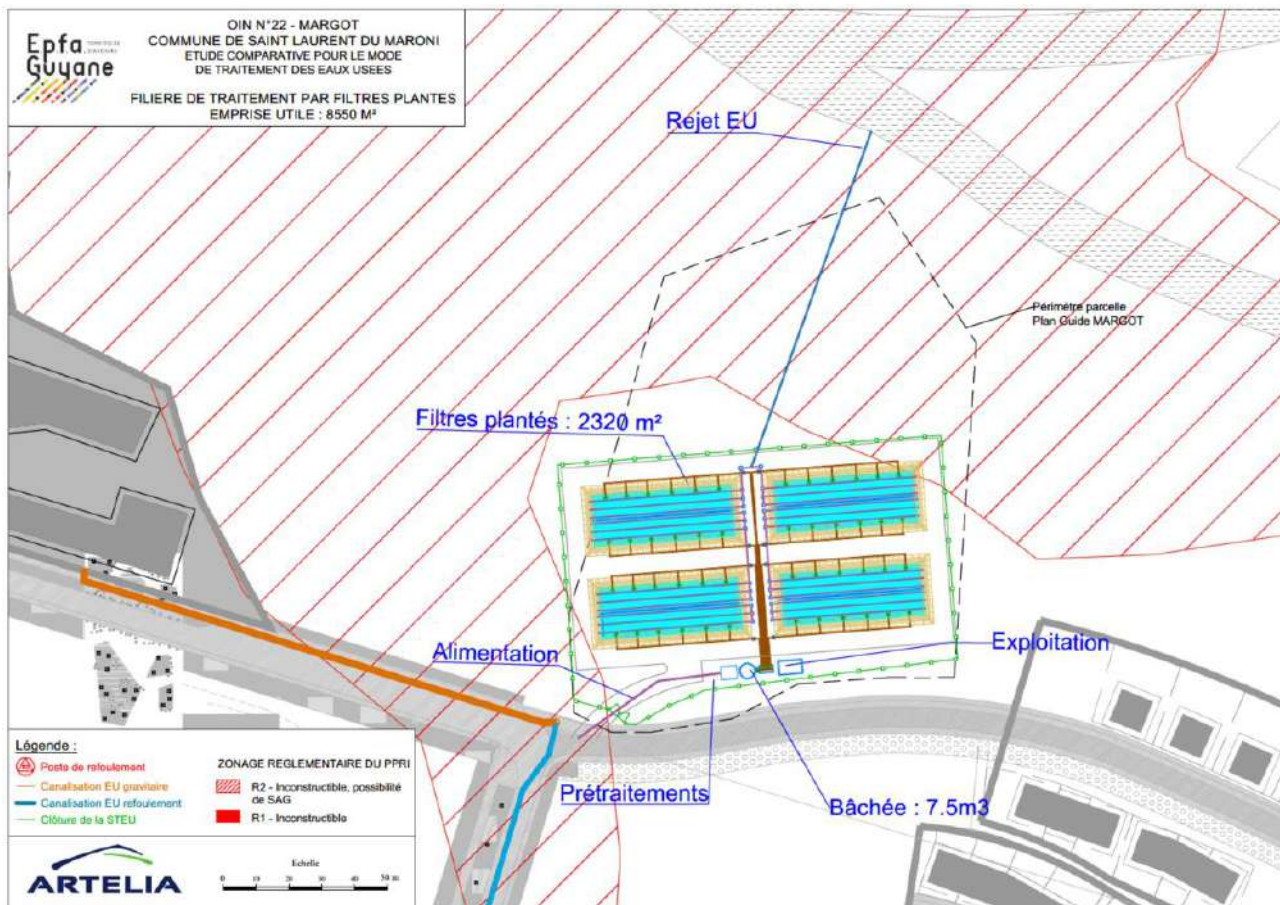 Epfa
Guyane
OIN N°22 - MARGOT
COMMUNE DE SAINT LAURENT DU MARONI
ETUDE COMPARATIVE POUR LE MODE
DE TRAITEMENT DES EAUX USEES
FILIERE DE TRAITEMENT PAR FILTRES PLANTES
EMPRISE UTILE : 8550 M²
Rejet EU
Périmètre parcelle
Plan Guide MARGOT
Filtres plantés : 2320 m²
Alimentation
Exploitation
Prétraitements
Bâchée : 7.5m3
Légende :
Poste de refoulement
Canalisation EU gravitaire
Canalisation EU refoulement
Clôture de la STEU
ZONAGE REGLEMENTAIRE DU PPRI
R2 - Inconstructible, possibilité
de SAG
R1 - Inconstructible
ARTELIA
Echelle
0 10 20 30 40 50 m